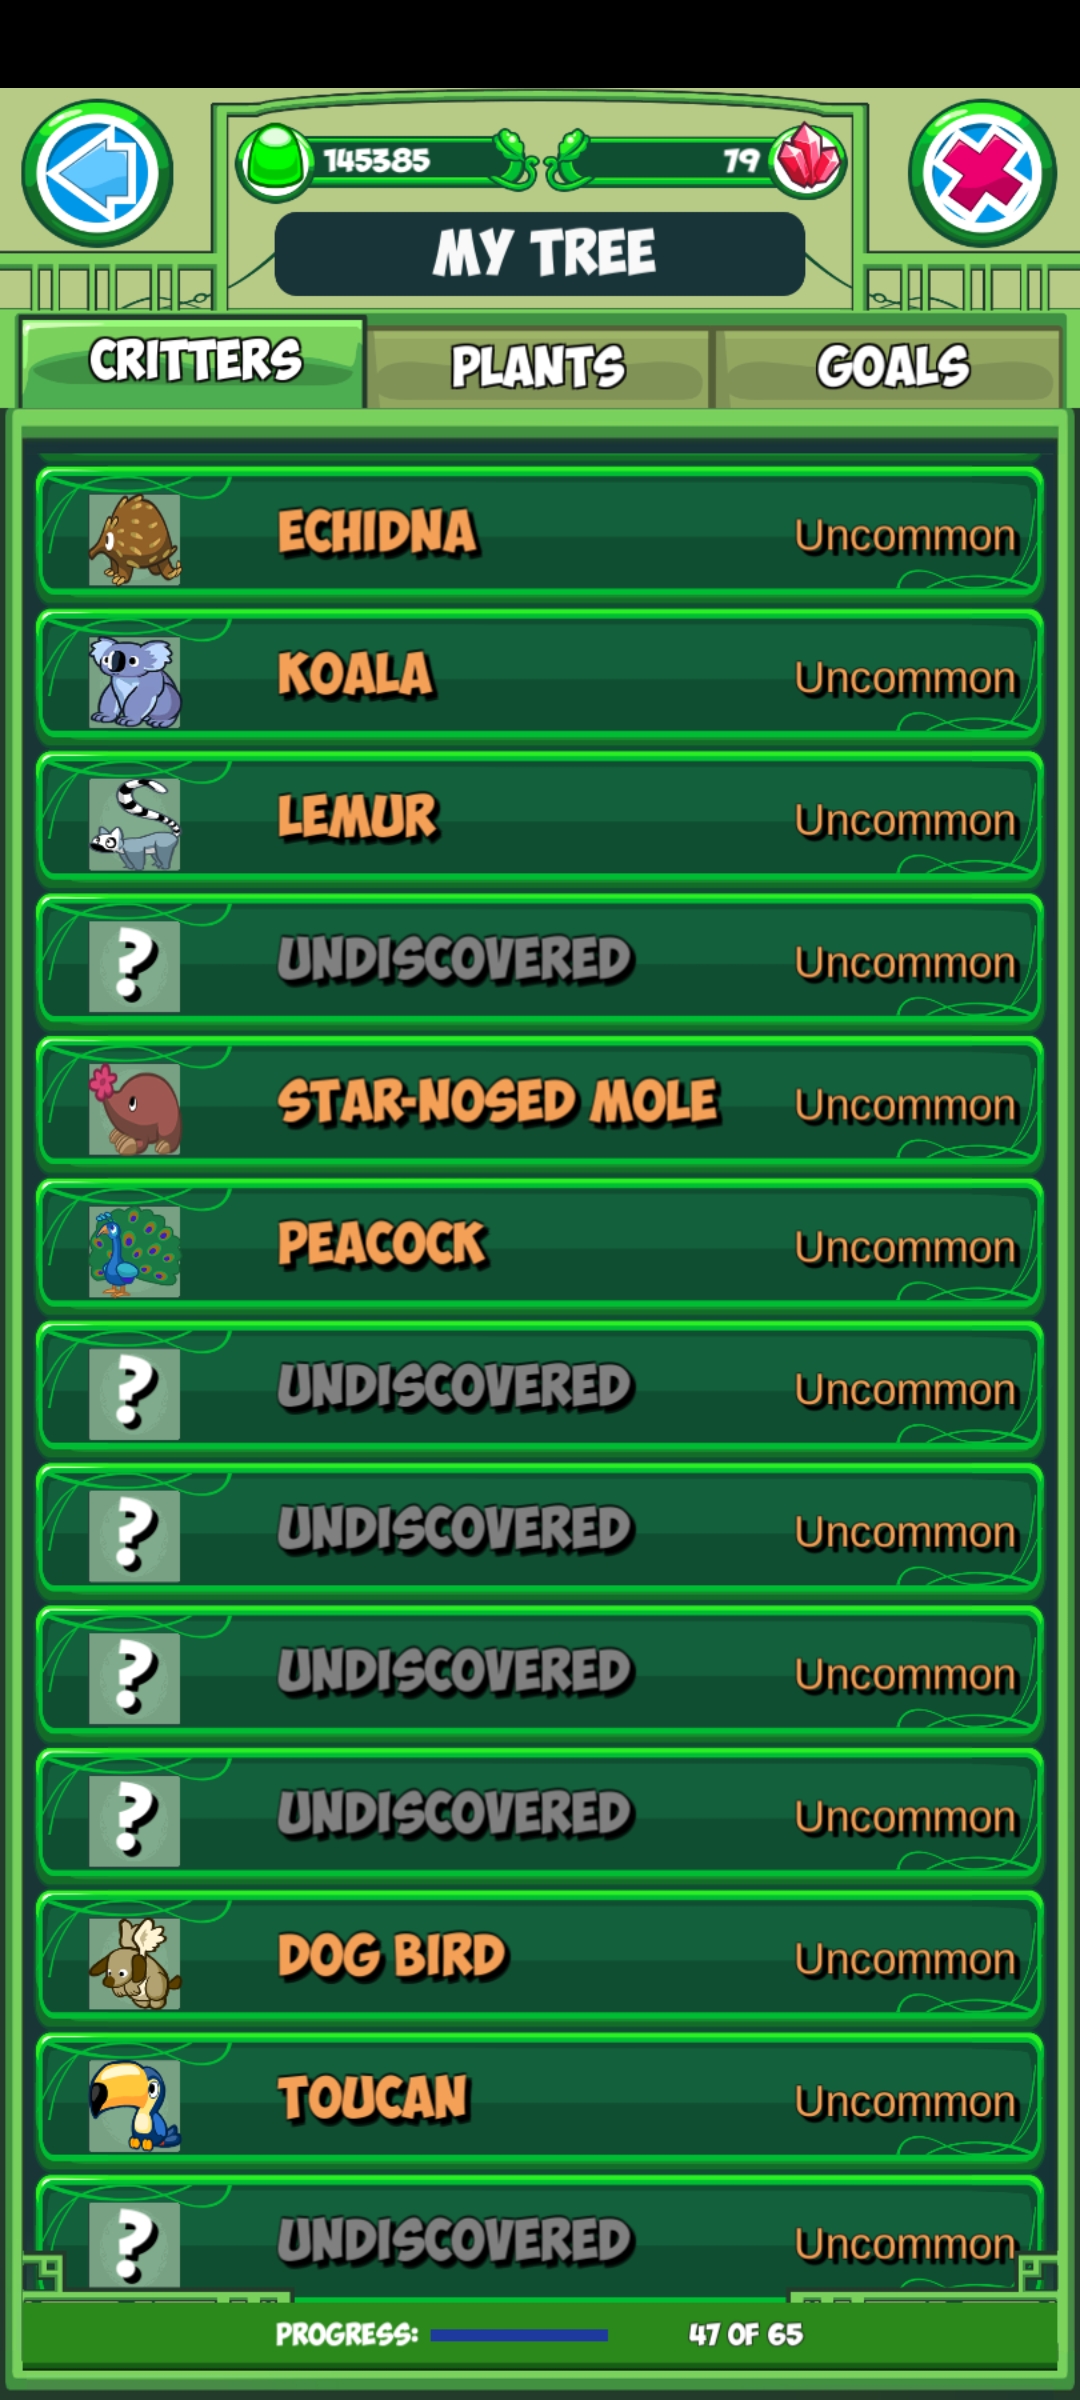 145385
79
MY TREE
CRITTERS
PLANTS
GOALS
ECHIDNA
Uncommon
KOALA
Uncommon
LEMUR
Uncommon
?
UNDISCOVERED
Uncommon
STAR-NOSED MOLE
Uncommon
PEACOCK
Uncommon
?
UNDISCOVERED
Uncommon
?
UNDISCOVERED
Uncommon
?
UNDISCOVERED
Uncommon
?
UNDISCOVERED
Uncommon
DOG BIRD
Uncommon
TOUCAN
Uncommon
?
UNDISCOVERED
Uncommon
PROGRESS:
47 OF 65